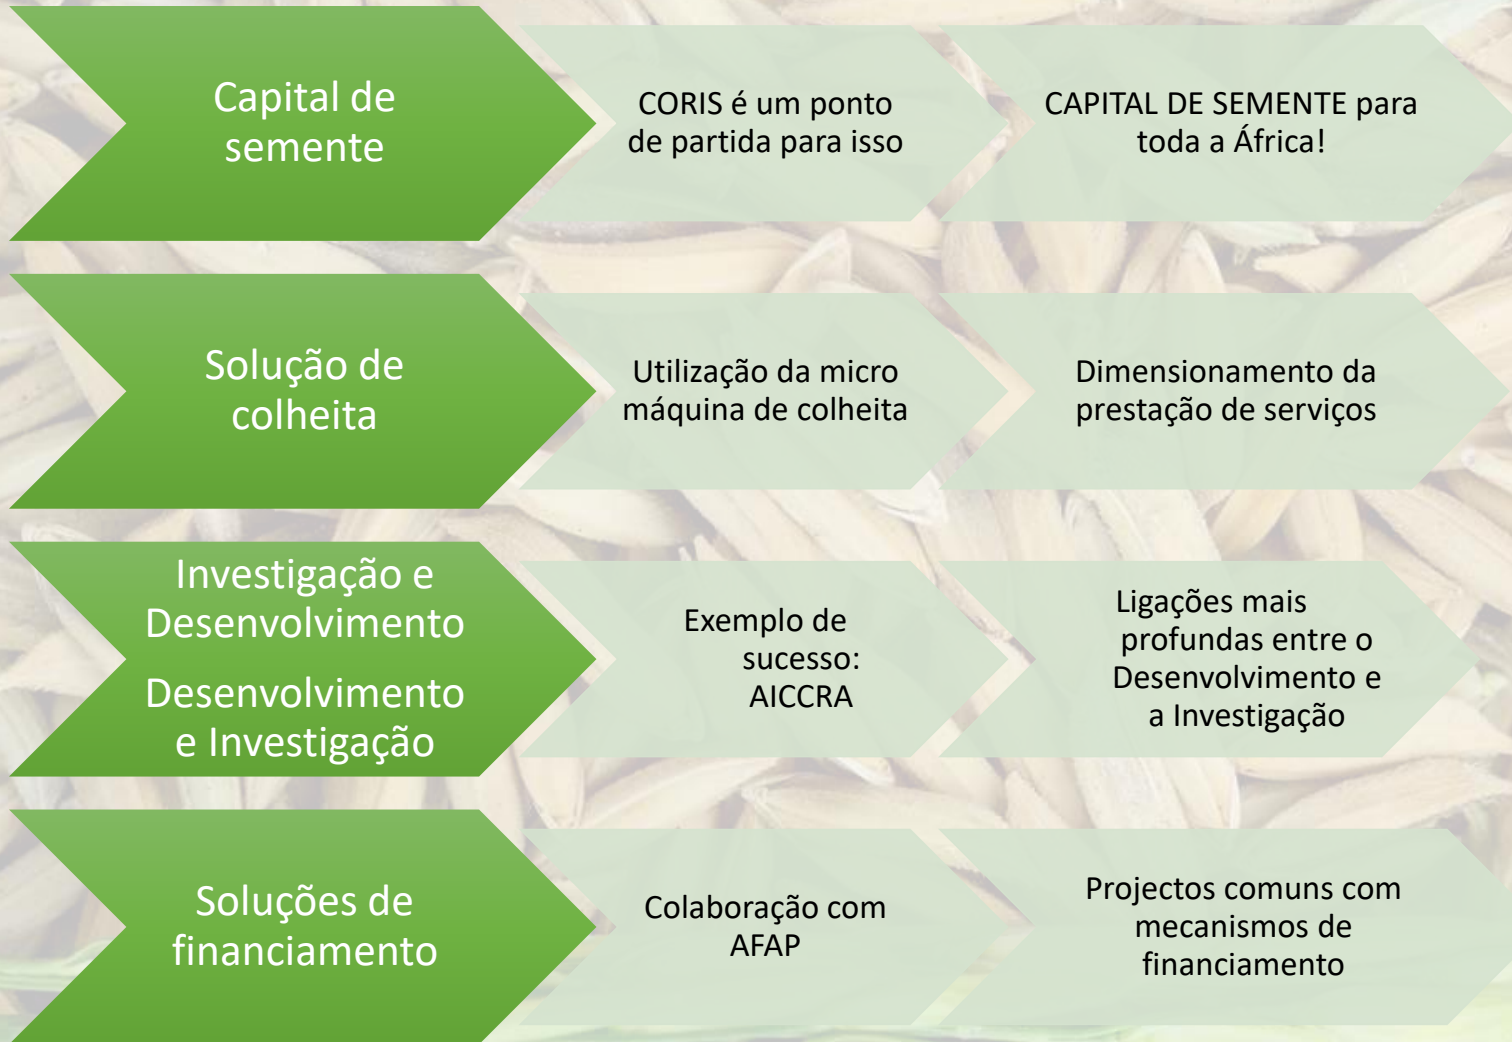 Capital de
semente
CORIS é um ponto
de partida para isso
CAPITAL DE SEMENTE para
toda a África!
Solução de
colheita
Utilização da micro
máquina de colheita
Dimensionamento da
prestação de serviços
Investigação e
Desenvolvimento
Desenvolvimento
e Investigação
Exemplo de
sucesso:
AICCRA
Ligações mais
profundas entre o
Desenvolvimento e
a Investigação
Soluções de
financiamento
Colaboração com
AFAP
Projectos comuns com
mecanismos de
financiamento